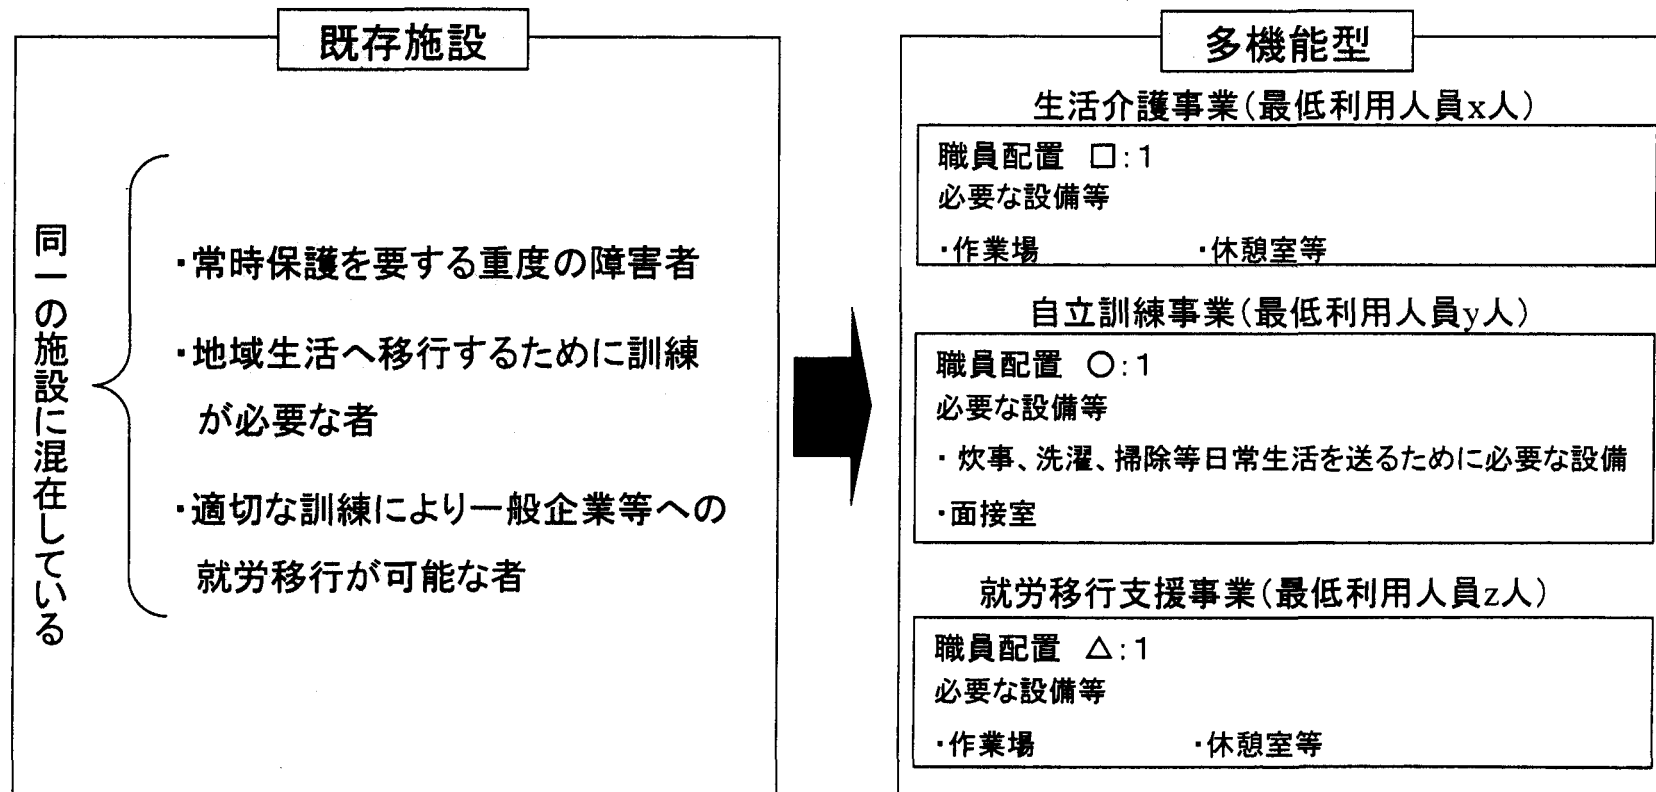 既存施設
同一の施設に混在している
・常時保護を要する重度の障害者
・地域生活へ移行するために訓練
が必要な者
・適切な訓練により一般企業等への
就労移行が可能な者
多機能型
生活介護事業(最低利用人員x人)
職員配置 □:1
必要な設備等
・作業場 ・休憩室等
自立訓練事業(最低利用人員y人)
職員配置 ○:1
必要な設備等
・炊事、洗濯、掃除等日常生活を送るために必要な設備
・面接室
就労移行支援事業(最低利用人員z人)
職員配置 △:1
必要な設備等
・作業場 ・休憩室等